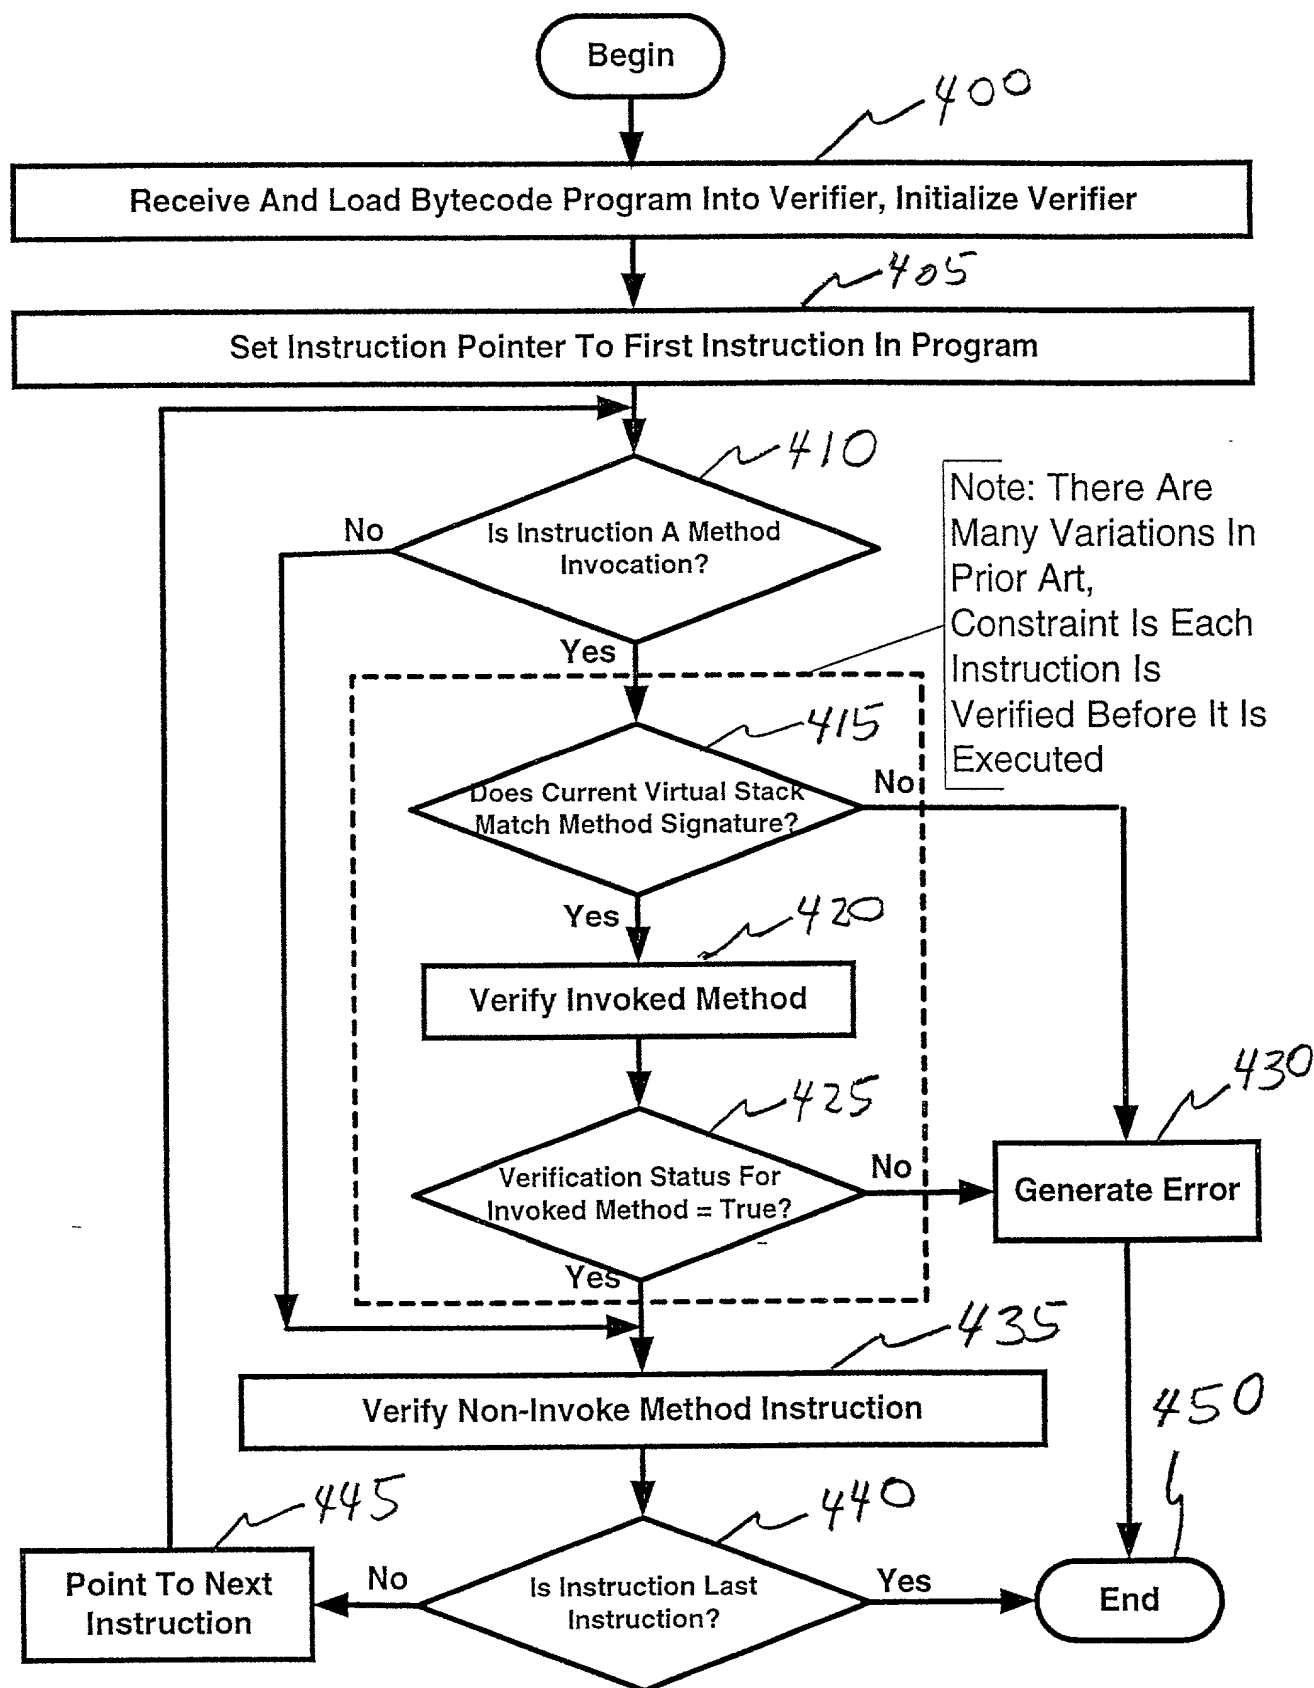 Begin
400
Receive And Load Bytecode Program Into Verifier, Initialize Verifier
405
Set Instruction Pointer To First Instruction In Program
410
No
Is Instruction A Method
Invocation?
Yes
Note: There Are
Many Variations In
Prior Art,
Constraint Is Each
Instruction Is
Verified Before It Is
Executed
415
Does Current Virtual Stack
Match Method Signature?
No
Yes
420
Verify Invoked Method
425
Verification Status For
Invoked Method = True?
No
430
Generate Error
Yes
435
Verify Non-Invoke Method Instruction
450
445
440
Point To Next
Instruction
No
Is Instruction Last
Instruction?
Yes
End